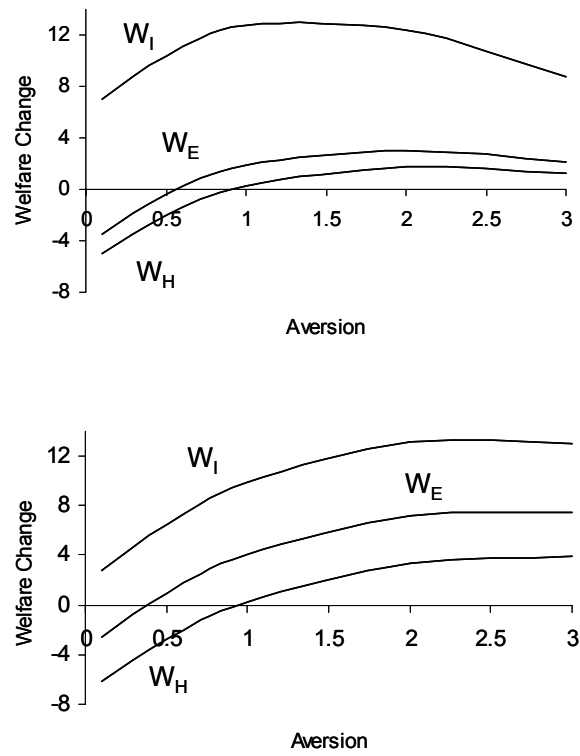 12
W_I
8
Welfare Change
4
W_E
0
0 0.5 1 1.5 2 2.5 3
-4
W_H
-8
Aversion
12
W_I
8
W_E
Welfare Change
4
0
0 0.5 1 1.5 2 2.5 3
-4
W_H
-8
Aversion